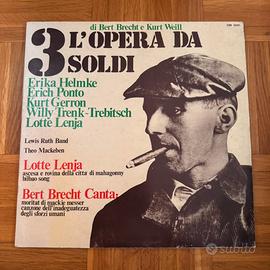 di Bert Brecht e Kurt Weill
3 L'OPERA DA
SOLDI
Erika Helmke
Erich Ponto
Kurt Gerron
Willy Trenk-Trebitsch
Lotte Lenja
Lewis Ruth Band
Theo Mackeben
Lotte Lenja
ascesa e rovina della citta di mahagonny
bilbao song
Bert Brecht Canta:
moritat di mackie messer
canzone dell'inadeguatezza
degli sforzi umani
subito